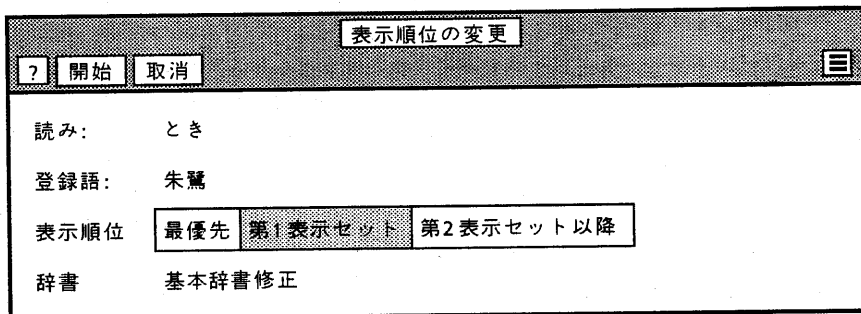 表示順位の変更
? 開始 取消
読み: とき
登録語: 朱鷺
表示順位 最優先 第1表示セット 第2表示セット以降
辞書 基本辞書修正